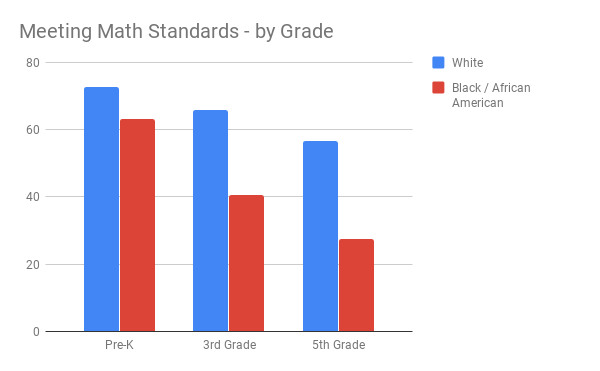 Meeting Math Standards - by Grade
80
60
40
20
0
Pre-K
3rd Grade
5th Grade
White
Black / African
American